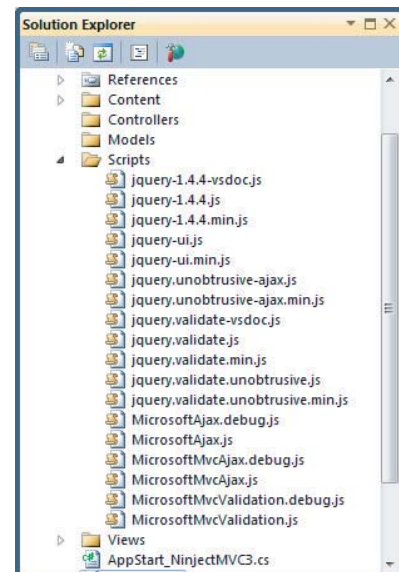 Solution Explorer
References
Content
Controllers
Models
Scripts
jquery-1.4.4-vsdoc.js
jquery-1.4.4.js
jquery-1.4.4.min.js
jquery-ui.js
jquery-ui.min.js
jquery.unobtrusive-ajax.js
jquery.unobtrusive-ajax.min.js
jquery.validate-vsdoc.js
jquery.validate.js
jquery.validate.min.js
jquery.validate.unobtrusive.js
jquery.validate.unobtrusive.min.js
MicrosoftAjax.debug.js
MicrosoftAjax.js
MicrosoftMvcAjax.debug.js
MicrosoftMvcAjax.js
MicrosoftMvcValidation.debug.js
MicrosoftMvcValidation.js
Views
AppStart_NinjectMVC3.cs